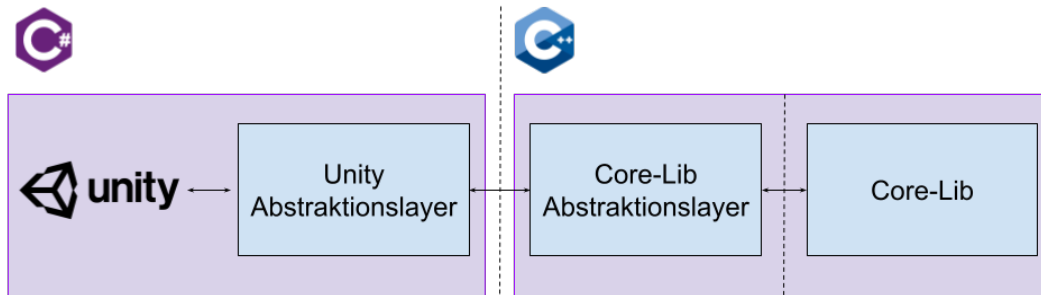 C#
C++
unity
Unity
Abstraktionslayer
Core-Lib
Abstraktionslayer
Core-Lib